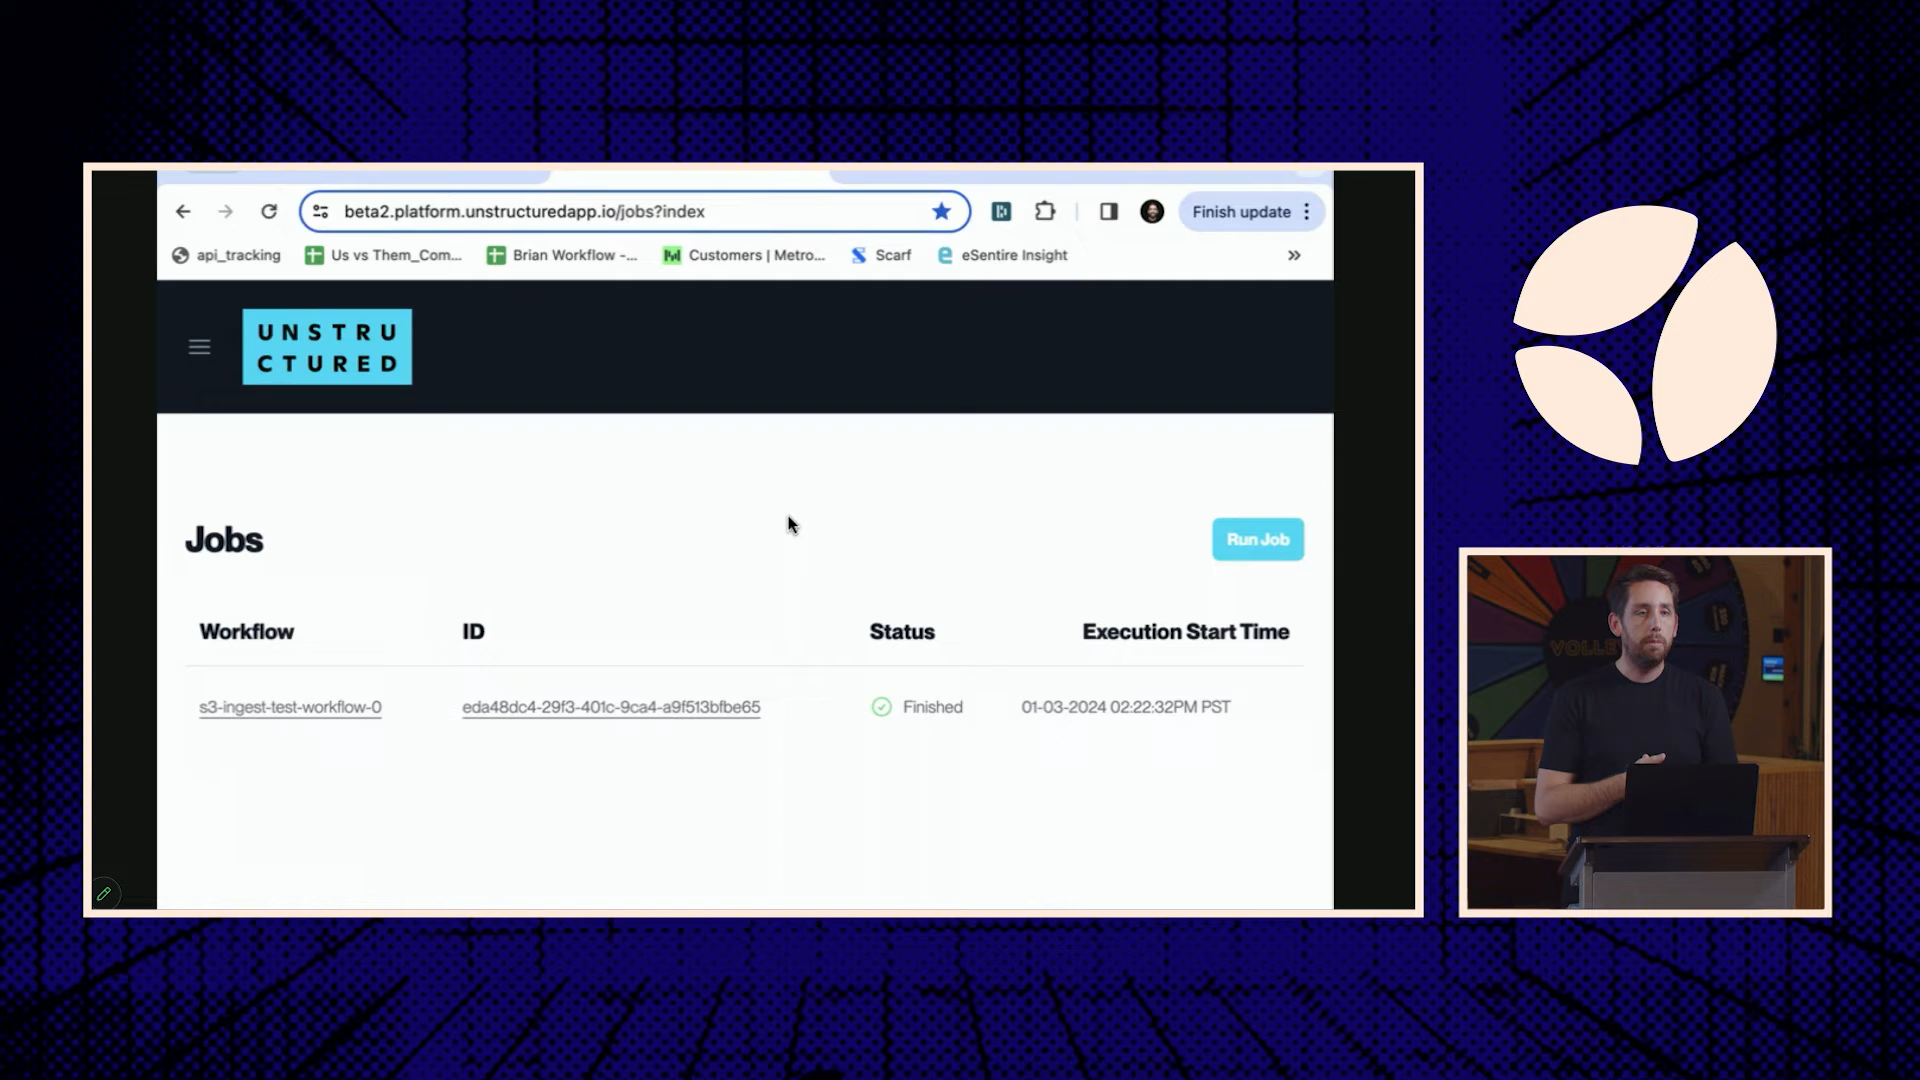 beta2.platform.unstructuredapp.io/jobs?index
Finish update
api_tracking
Us vs Them_Com...
Brian Workflow -...
Customers | Metro...
Scarf
eSentire Insight
UNSTRU
CTURED
Jobs
Run Job
Workflow ID Status Execution Start Time
s3-ingest-test-workflow-0 eda48dc4-29f3-401c-9ca4-a9f513bfbe65 Finished 01-03-2024 02:22:32PM PST
VOLLE